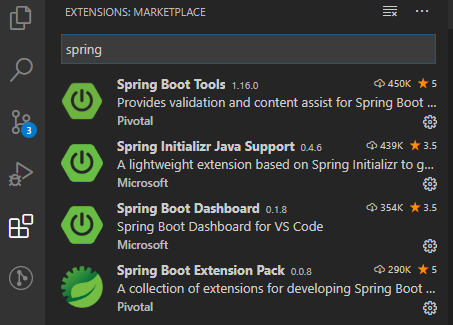 EXTENSIONS: MARKETPLACE
spring
Spring Boot Tools 1.16.0 450K 5
Provides validation and content assist for Spring Boot ...
Pivotal
Spring Initializr Java Support 0.4.6 439K 3.5
A lightweight extension based on Spring Initializr to g...
Microsoft
3
Spring Boot Dashboard 0.1.8 354K 3.5
Spring Boot Dashboard for VS Code
Microsoft
Spring Boot Extension Pack 0.0.8 290K 5
A collection of extensions for developing Spring Boot ...
Pivotal